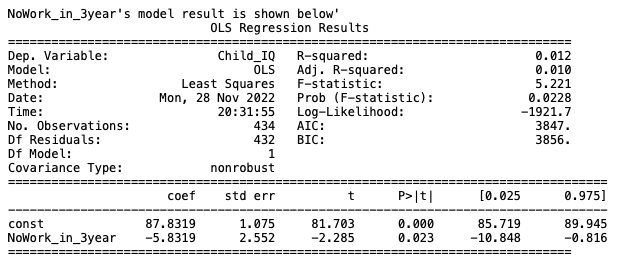 NoWork_in_3year's model result is shown below'
OLS Regression Results
==============================================================================
Dep. Variable: Child_IQ R-squared: 0.012
Model: OLS Adj. R-squared: 0.010
Method: Least Squares F-statistic: 5.221
Date: Mon, 28 Nov 2022 Prob (F-statistic): 0.0228
Time: 20:31:55 Log-Likelihood: -1921.7
No. Observations: 434 AIC: 3847.
Df Residuals: 432 BIC: 3856.
Df Model: 1
Covariance Type: nonrobust
===================================================================================
coef std err t P>|t| [0.025 0.975]
-----------------------------------------------------------------------------------
const 87.8319 1.075 81.703 0.000 85.719 89.945
NoWork_in_3year -5.8319 2.552 -2.285 0.023 -10.848 -0.816
==============================================================================